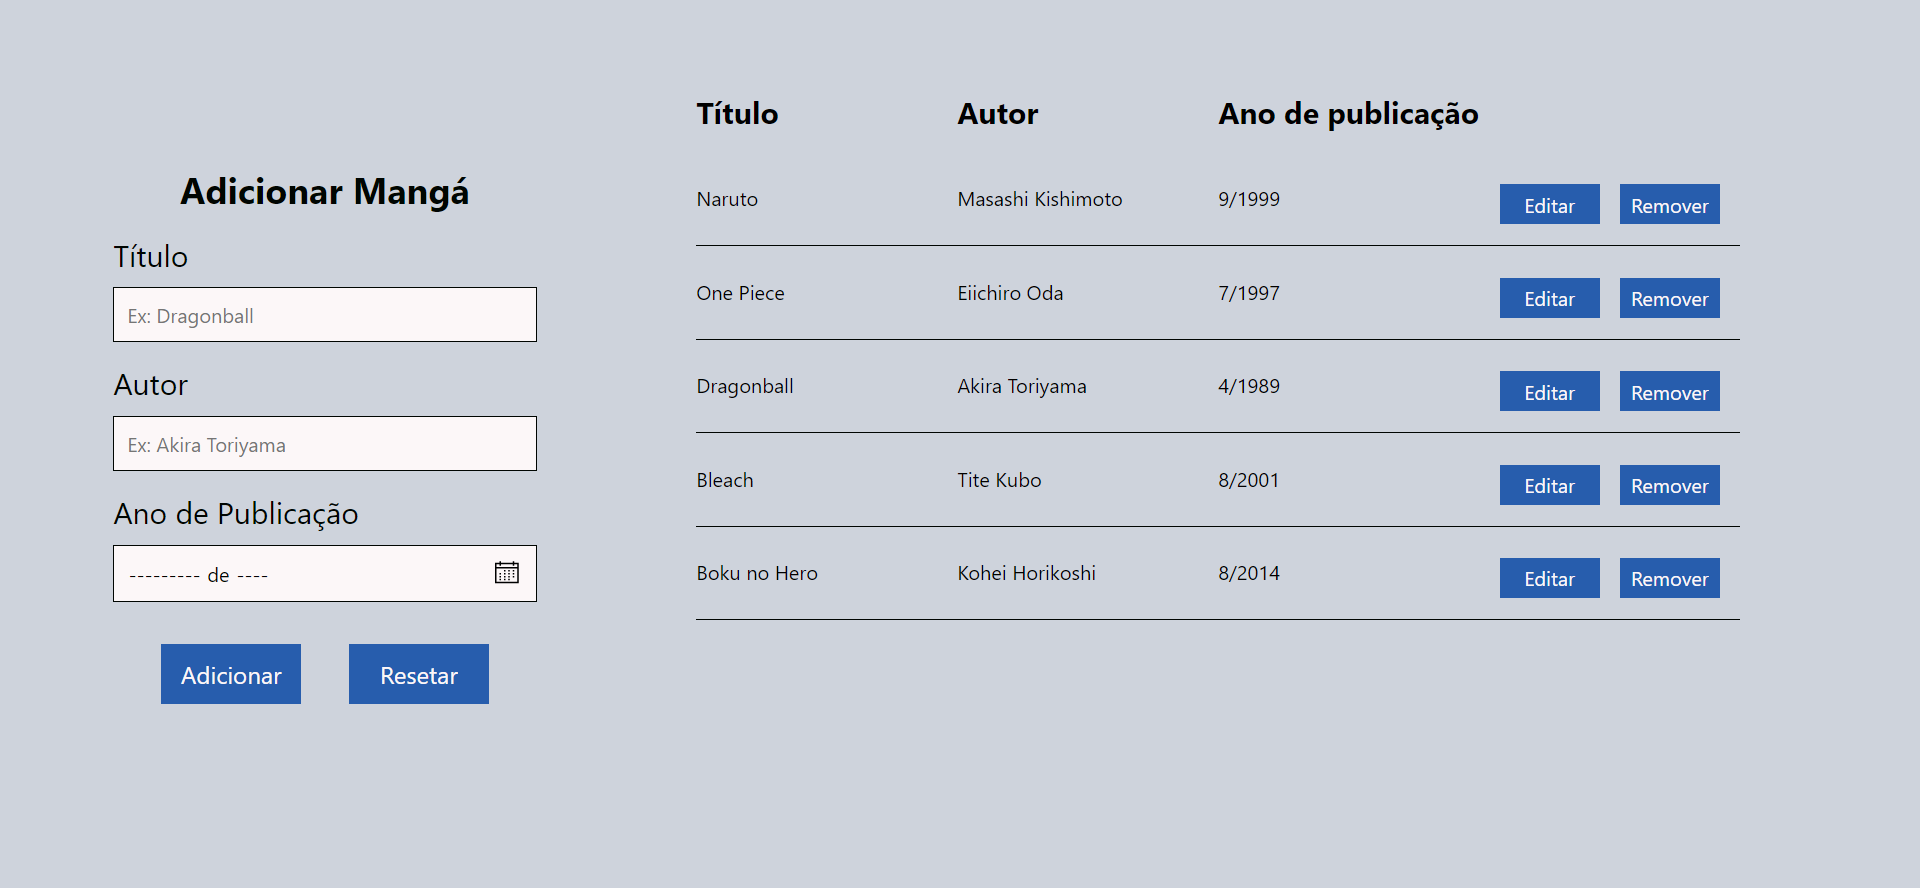 Adicionar Mangá
Título
Ex: Dragonball
Autor
Ex: Akira Toriyama
Ano de Publicação
--------- de ----
Adicionar Resetar
Título Autor Ano de publicação
Naruto Masashi Kishimoto 9/1999 Editar Remover
One Piece Eiichiro Oda 7/1997 Editar Remover
Dragonball Akira Toriyama 4/1989 Editar Remover
Bleach Tite Kubo 8/2001 Editar Remover
Boku no Hero Kohei Horikoshi 8/2014 Editar Remover